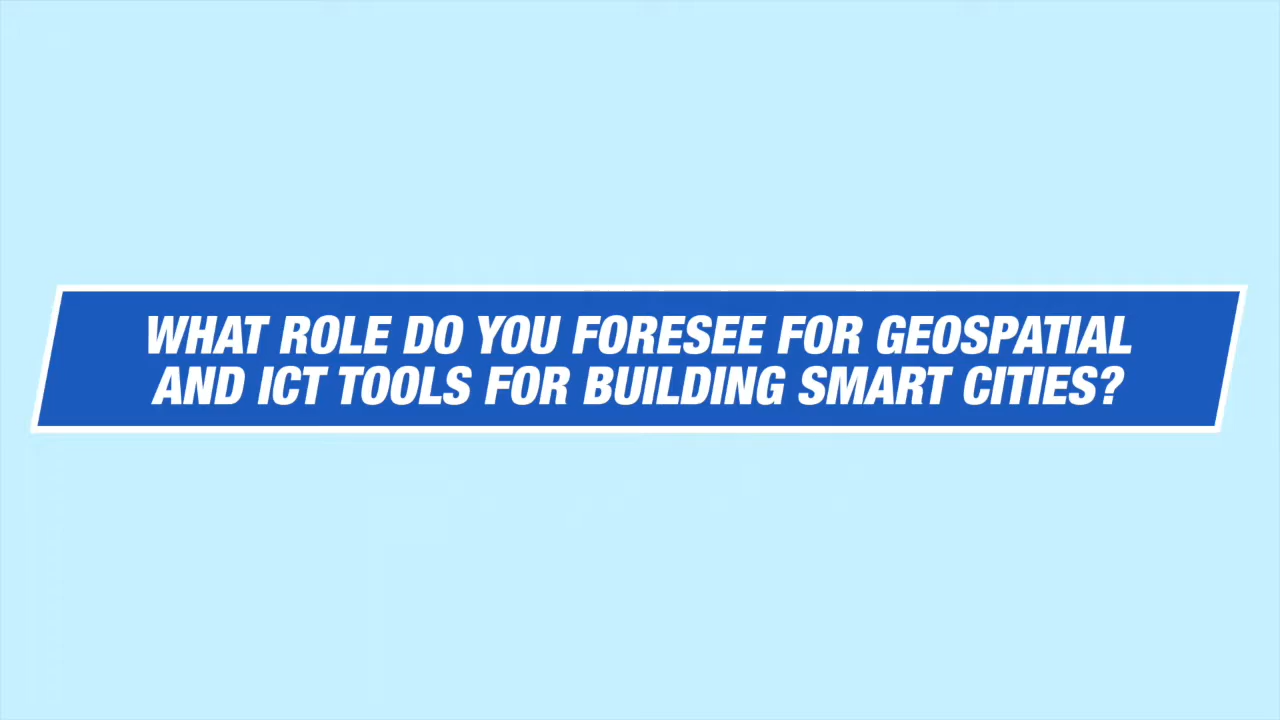 WHAT ROLE DO YOU FORESEE FOR GEOSPATIAL
AND ICT TOOLS FOR BUILDING SMART CITIES?